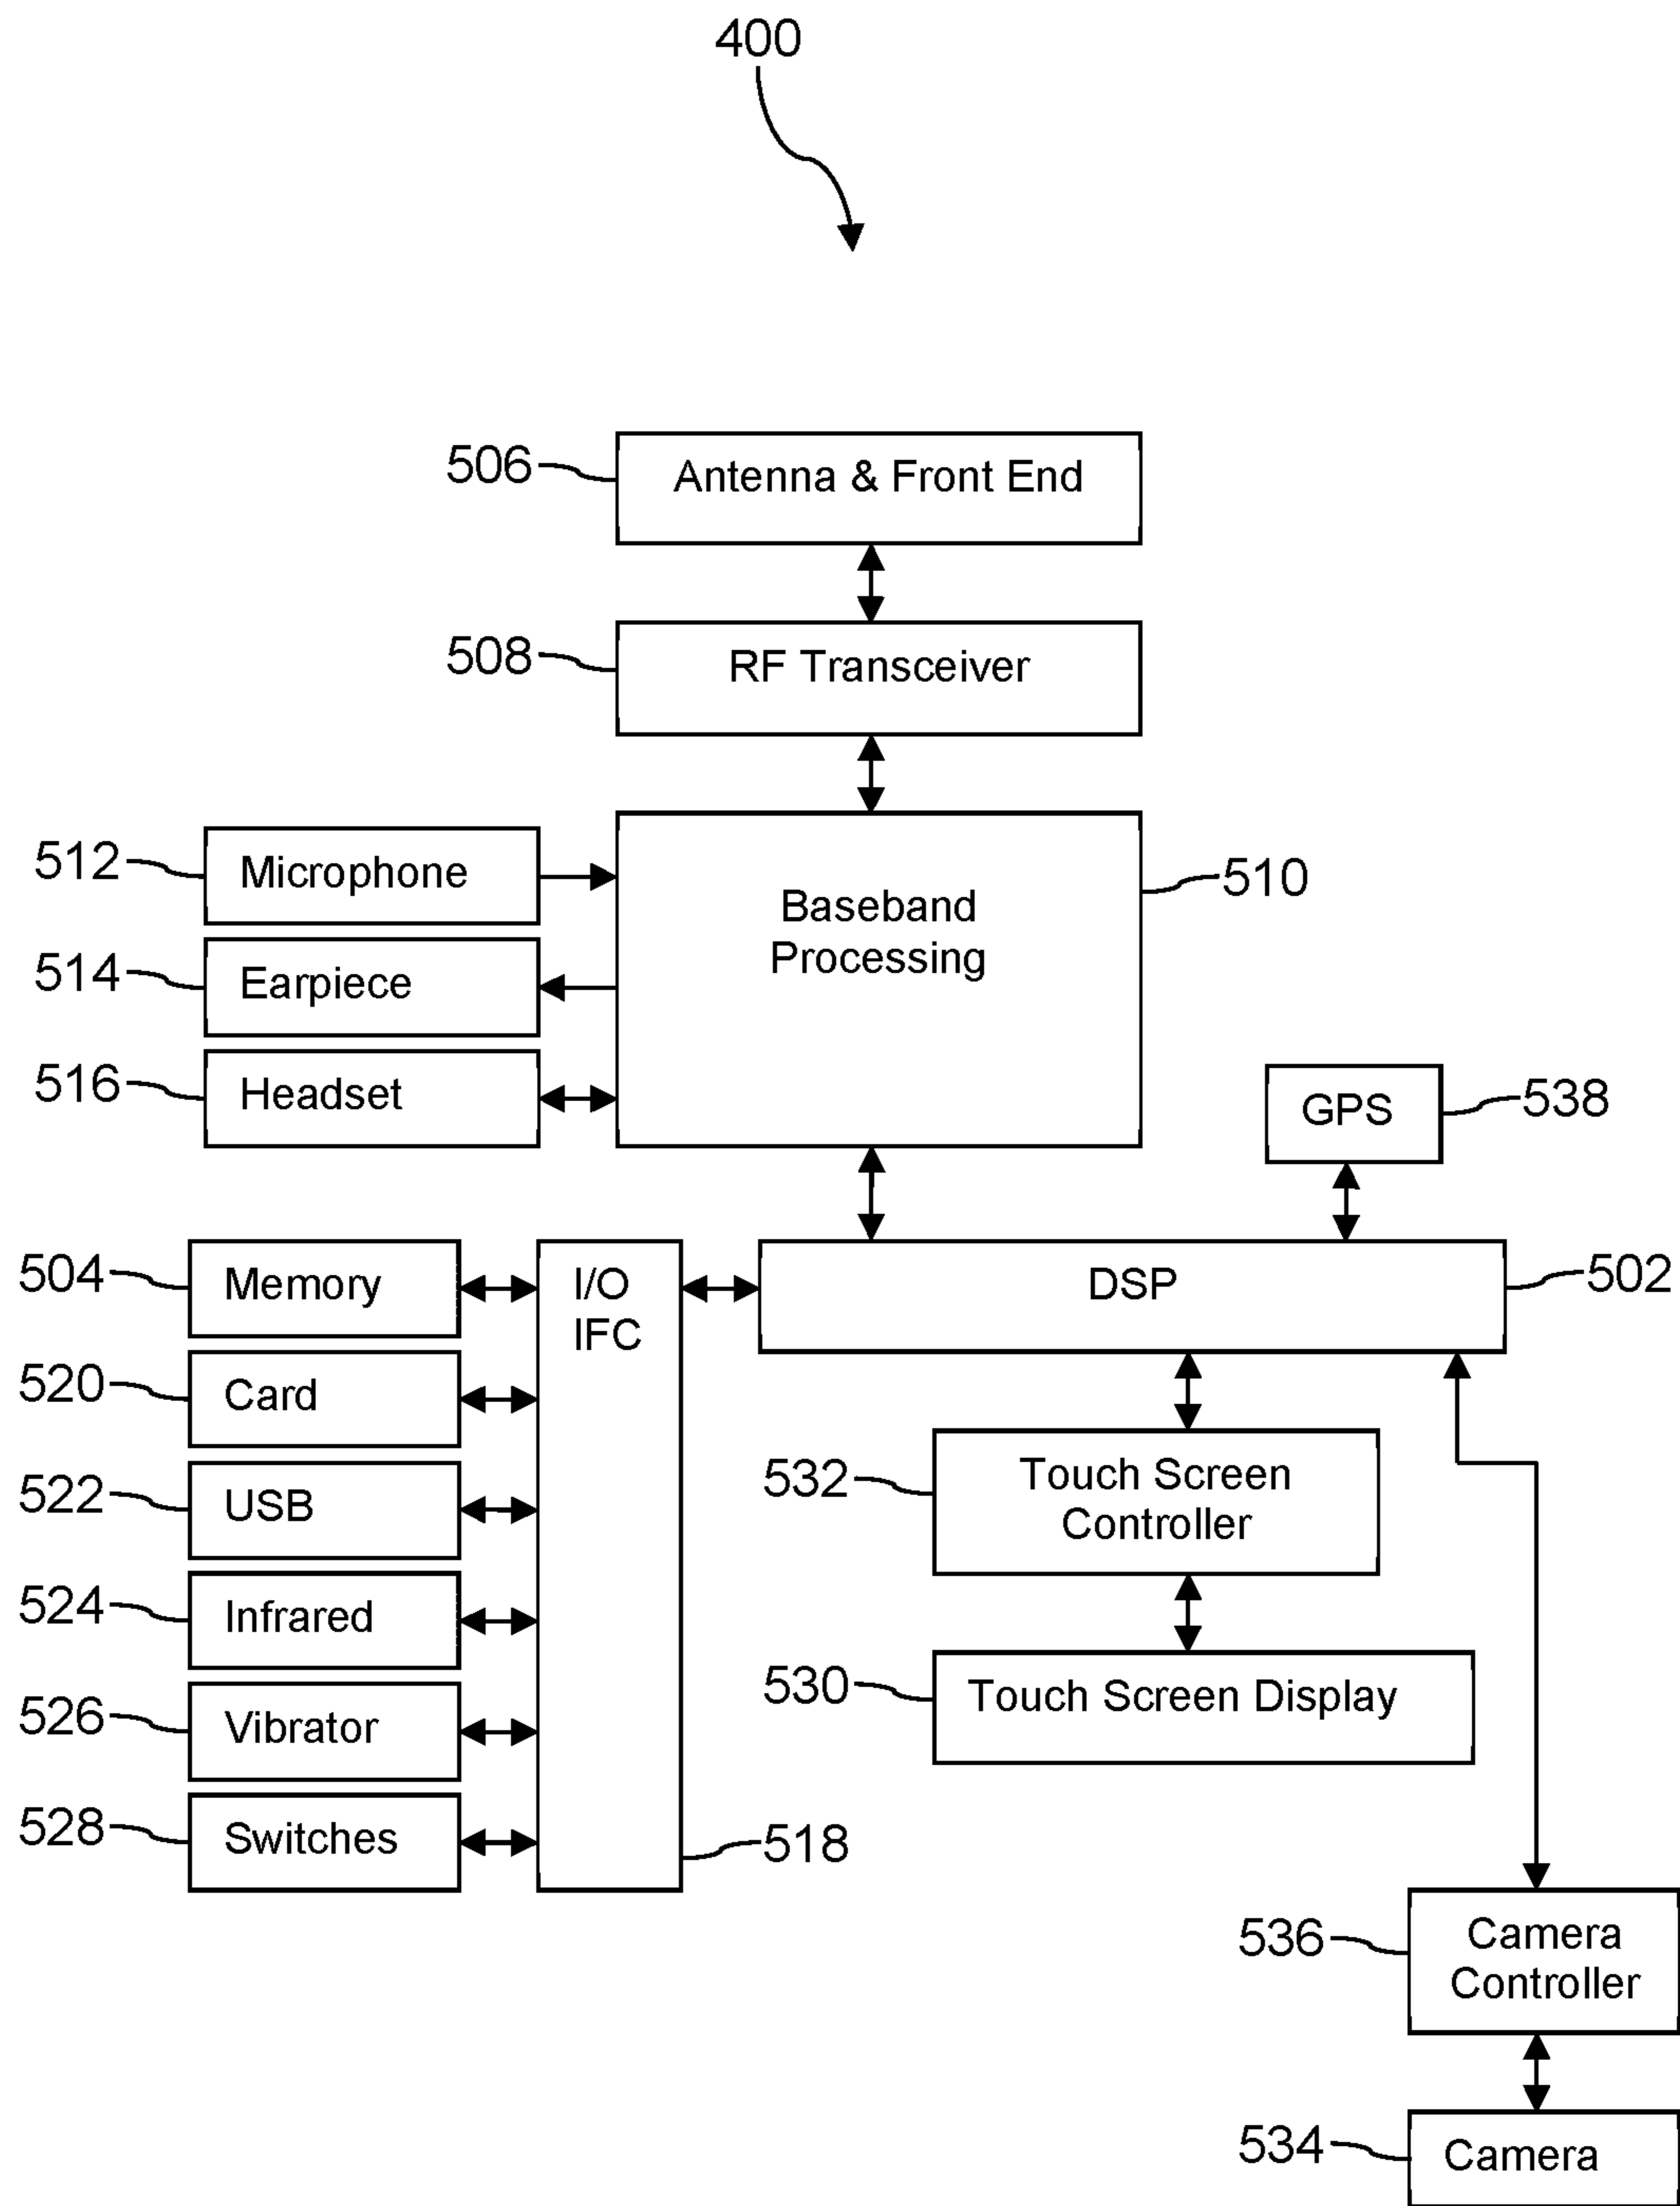 400
506
Antenna & Front End
508
RF Transceiver
512
Microphone
Baseband
Processing
510
514
Earpiece
516
Headset
GPS
538
504
Memory
I/O
IFC
DSP
502
520
Card
522
USB
532
Touch Screen
Controller
524
Infrared
530
Touch Screen Display
526
Vibrator
528
Switches
518
536
Camera
Controller
534
Camera